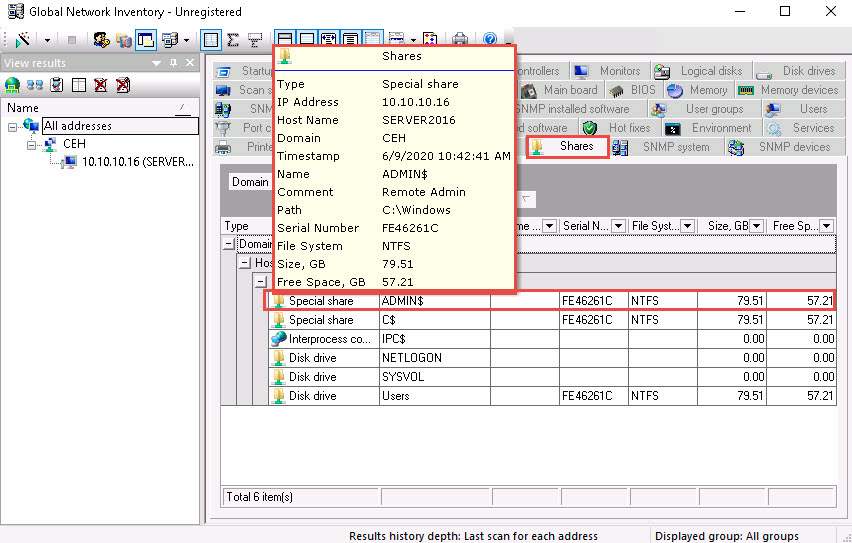 Global Network Inventory - Unregistered
View results
Name
All addresses
CEH
10.10.10.16 (SERVER...
Shares
Type Special share
IP Address 10.10.10.16
Host Name SERVER2016
Domain CEH
Timestamp 6/9/2020 10:42:41 AM
Name ADMIN$
Comment Remote Admin
Path C:\Windows
Serial Number FE46261C
File System NTFS
Size, GB 79.51
Free Space, GB 57.21
Startu ontrollers Monitors Logical disks Disk drives
Scan s Main board BIOS Memory Memory devices
SNM SNMP installed software User groups Users
Port c ed software Hot fixes Environment Services
Printe Shares SNMP system SNMP devices
Domain
Type me ... Serial N... File Syst... Size, GB Free Sp...
Domai
Hos
Special share ADMIN$ FE46261C NTFS 79.51 57.21
Special share C$ FE46261C NTFS 79.51 57.21
Interprocess co... IPC$ 0.00 0.00
Disk drive NETLOGON 0.00 0.00
Disk drive SYSVOL 0.00 0.00
Disk drive Users FE46261C NTFS 79.51 57.21
Total 6 item(s)
Results history depth: Last scan for each address Displayed group: All groups